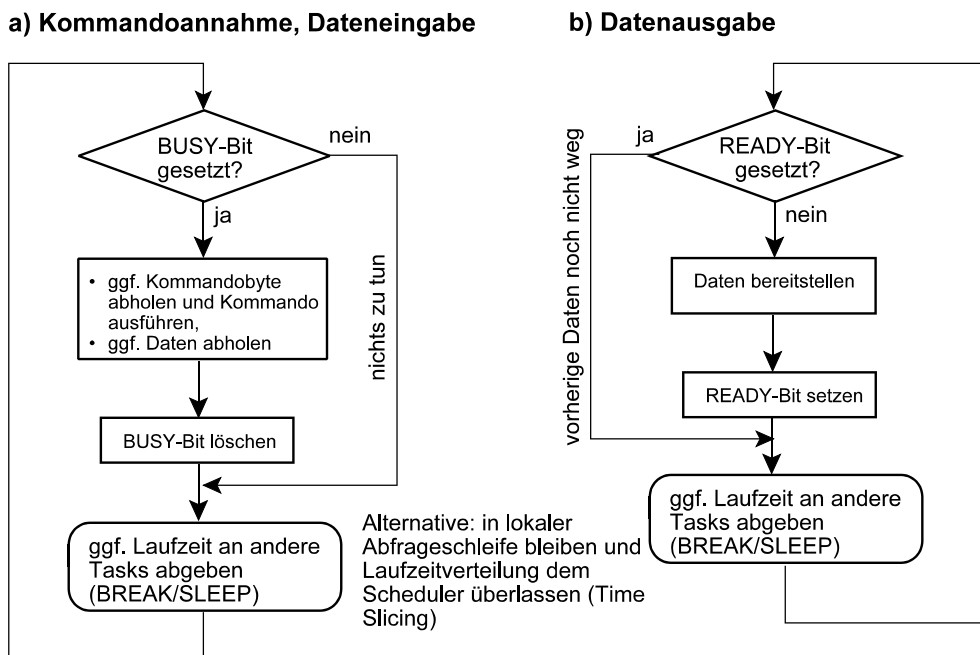 a) Kommandoannahme, Dateneingabe
BUSY-Bit
gesetzt?
nein
ja
• ggf. Kommandobyte
abholen und Kommando
ausführen,
• ggf. Daten abholen
nichts zu tun
BUSY-Bit löschen
ggf. Laufzeit an andere
Tasks abgeben
(BREAK/SLEEP)
Alternative: in lokaler
Abfrageschleife bleiben und
Laufzeitverteilung dem
Scheduler überlassen (Time
Slicing)
b) Datenausgabe
ja
READY-Bit
gesetzt?
nein
vorherige Daten noch nicht weg
Daten bereitstellen
READY-Bit setzen
ggf. Laufzeit an andere
Tasks abgeben
(BREAK/SLEEP)